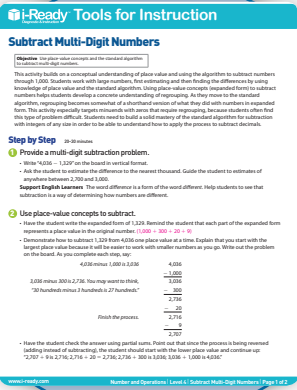 i-Ready Tools for Instruction
Subtract Multi-Digit Numbers
Objective Use place-value concepts and the standard algorithm
to subtract multi-digit numbers.
This activity builds on a conceptual understanding of place value and using the algorithm to subtract numbers
through 1,000. Students work with large numbers, first estimating and then finding the differences by using
knowledge of place value and the standard algorithm. Using place-value concepts (expanded form) to subtract
numbers helps students develop a concrete understanding of regrouping. As they move to the standard
algorithm, regrouping becomes somewhat of a shorthand version of what they did with numbers in expanded
form. This activity especially targets minuends with zeros that require regrouping, because students often find
this type of problem difficult. Students need to build a solid mastery of the standard algorithm for subtraction
with integers of any size in order to be able to understand how to apply the process to subtract decimals.
Step by Step 20-30 minutes
1 Provide a multi-digit subtraction problem.
• Write "4,036 − 1,329" on the board in vertical format.
• Ask the student to estimate the difference to the nearest thousand. Guide the student to estimates of
anywhere between 2,700 and 3,000.
Support English Learners The word difference is a form of the word different. Help students to see that
subtraction is a way of determining how numbers are different.
2 Use place-value concepts to subtract.
• Have the student write the expanded form of 1,329. Remind the student that each part of the expanded form
represents a place value in the original number. (1,000 + 300 + 20 + 9)
• Demonstrate how to subtract 1,329 from 4,036 one place value at a time. Explain that you start with the
largest place value because it will be easier to work with smaller numbers as you go. Write out the problem
on the board. As you complete each step, say:
4,036 minus 1,000 is 3,036 4,036
− 1,000
3,036 minus 300 is 2,736. You may want to think, 3,036
"30 hundreds minus 3 hundreds is 27 hundreds." − 300
2,736
− 20
Finish the process. 2,716
− 9
2,707
• Have the student check the answer using partial sums. Point out that since the process is being reversed
(adding instead of subtracting), the student should start with the lower place value and continue up:
"2,707 + 9 is 2,716; 2,716 + 20 = 2,736; 2,736 + 300 is 3,036; 3,036 + 1,000 is 4,036."
www.i-ready.com Number and Operations | Level 6 | Subtract Multi-Digit Numbers | Page 1 of 2